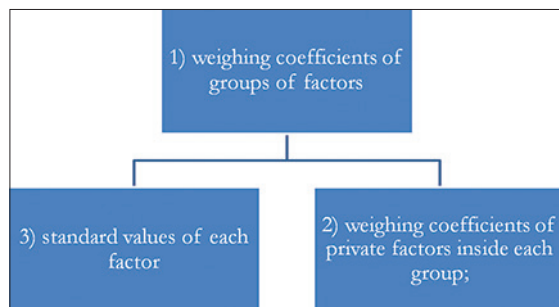 1) weighing coefficients of
groups of factors
3) standard values of each
factor
2) weighing coefficients of
private factors inside each
group;